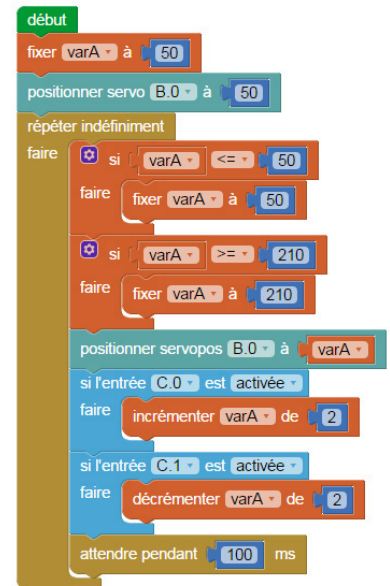 début
fixer varA à 50
positionner servo B.0 à 50
répéter indéfiniment
faire si varA <= 50
faire fixer varA à 50
si varA >= 210
faire fixer varA à 210
positionner servopos B.0 à varA
si l'entrée C.0 est activée
faire incrémenter varA de 2
si l'entrée C.1 est activée
faire décrémenter varA de 2
attendre pendant 100 ms